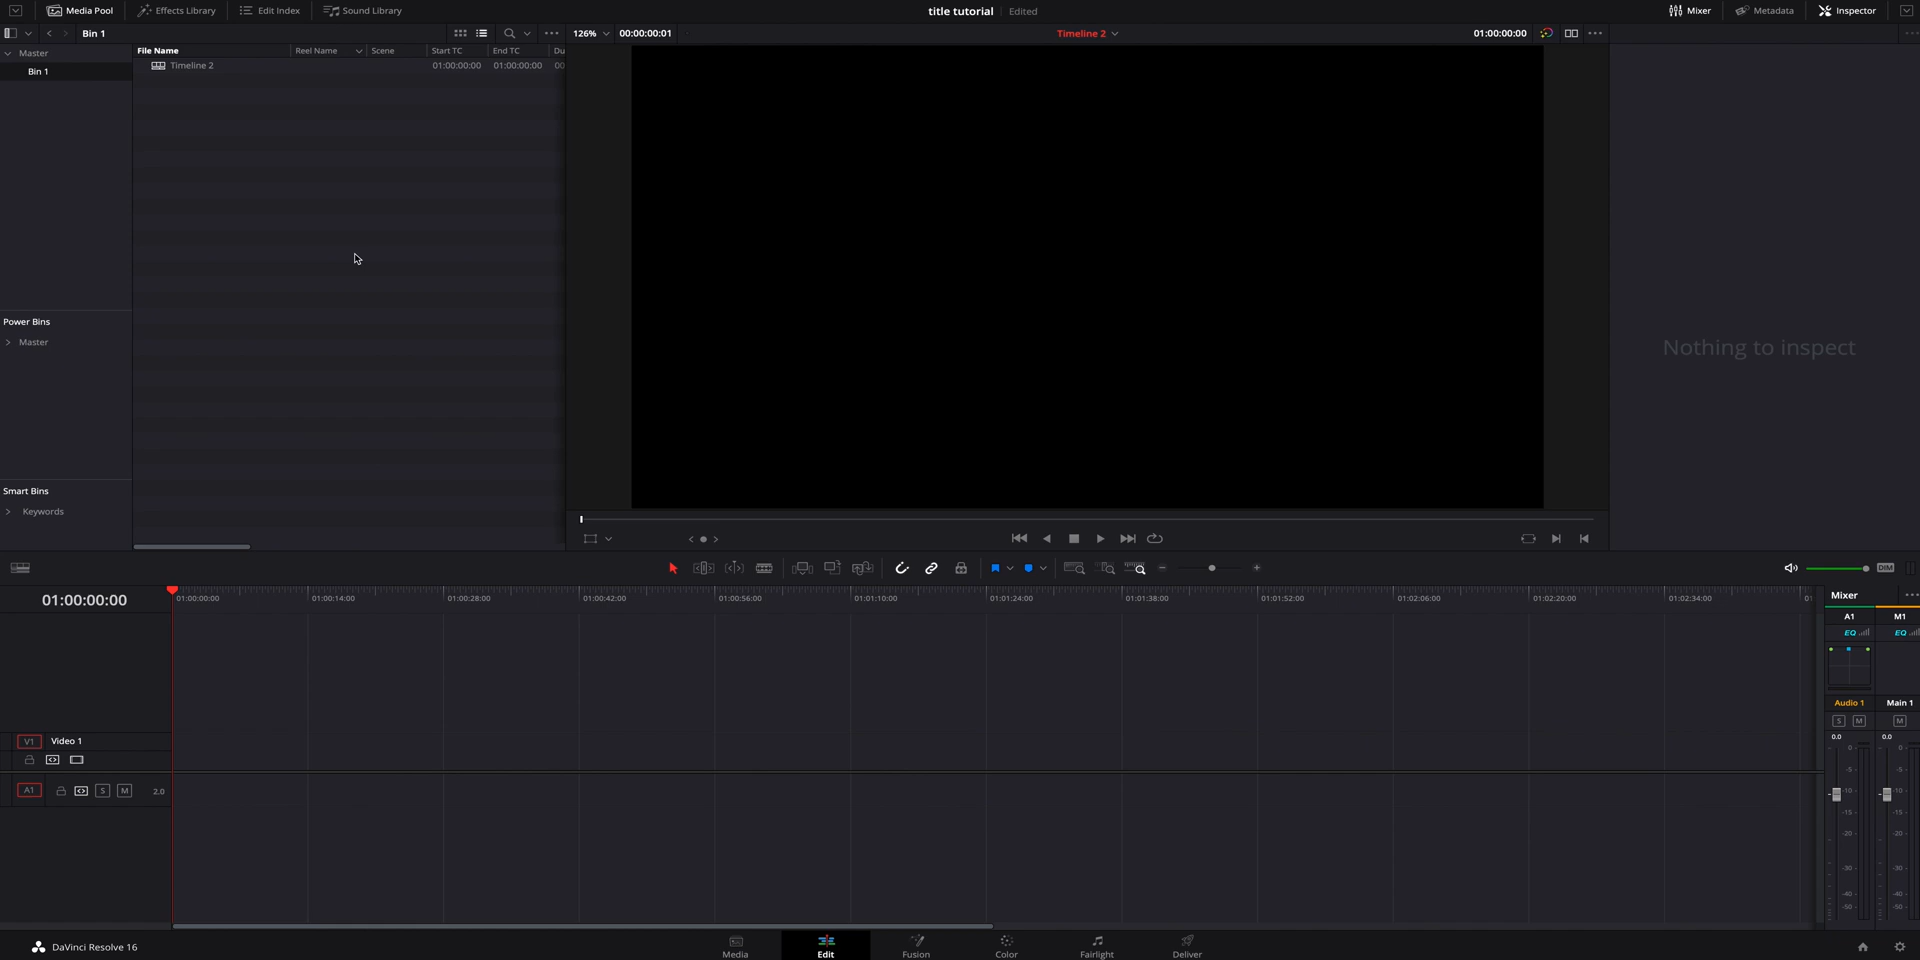 Media Pool Effects Library Edit Index Sound Library title tutorial Edited Mixer Metadata Inspector
Bin 1 126% 00:00:00:01 Timeline 2 01:00:00:00
Master File Name Reel Name Scene Start TC End TC Du
Timeline 2 01:00:00:00 01:00:00:00 00
Bin 1
Power Bins
Master
Nothing to inspect
Smart Bins
Keywords
DIM
01:00:00:00 01:00:00:00 01:00:14:00 01:00:28:00 01:00:42:00 01:00:56:00 01:01:10:00 01:01:24:00 01:01:38:00 01:01:52:00 01:02:06:00 01:02:20:00 01:02:34:00 Mixer
A1 M1
EQ EQ
Audio 1 Main 1
S M M
V1 Video 1 0.0 0.0
0 0
-5 -5
A1 S M 2.0 -10 -10
-15 -15
-20 -20
-30 -30
-40 -40
-50 -50
DaVinci Resolve 16 Media Edit Fusion Color Fairlight Deliver